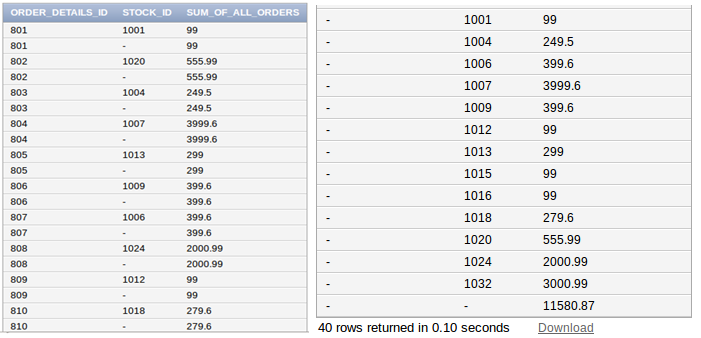 ORDER_DETAILS_ID STOCK_ID SUM_OF_ALL_ORDERS
801 1001 99
801 - 99
802 1020 555.99
802 - 555.99
803 1004 249.5
803 - 249.5
804 1007 3999.6
804 - 3999.6
805 1013 299
805 - 299
806 1009 399.6
806 - 399.6
807 1006 399.6
807 - 399.6
808 1024 2000.99
808 - 2000.99
809 1012 99
809 - 99
810 1018 279.6
810 - 279.6
- 1001 99
- 1004 249.5
- 1006 399.6
- 1007 3999.6
- 1009 399.6
- 1012 99
- 1013 299
- 1015 99
- 1016 99
- 1018 279.6
- 1020 555.99
- 1024 2000.99
- 1032 3000.99
- - 11580.87
40 rows returned in 0.10 seconds Download